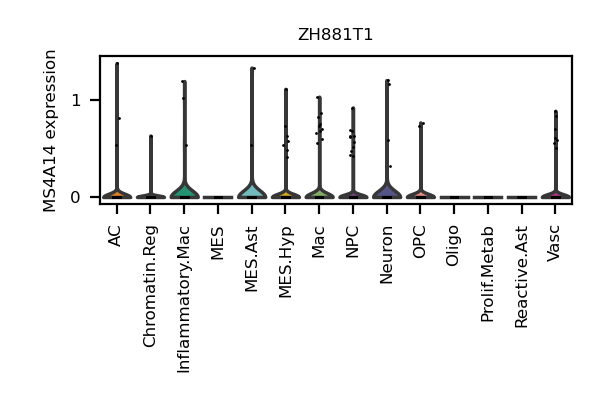 ZH881T1
MS4A14 expression
1
0
AC
Chromatin.Reg
Inflammatory.Mac
MES
MES.Ast
MES.Hyp
Mac
NPC
Neuron
OPC
Oligo
Prolif.Metab
Reactive.Ast
Vasc